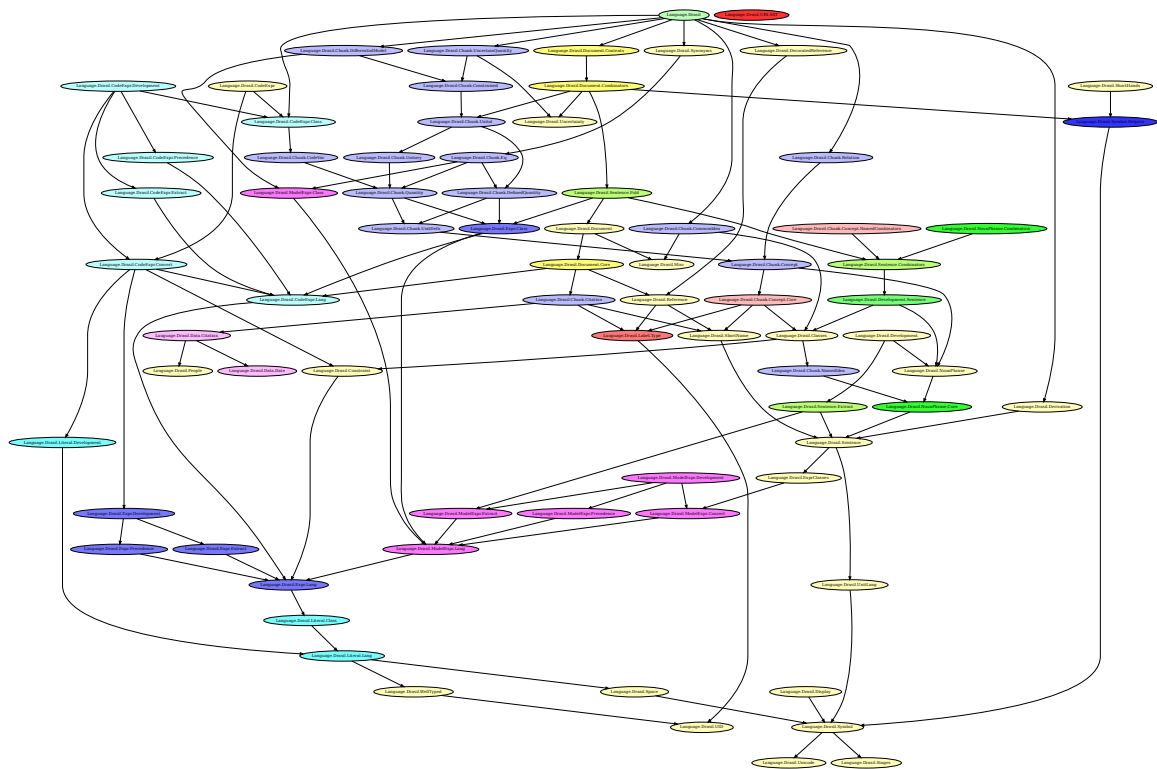 Language.Drasil
Language.Drasil.Chunk.DifferentialModel
Language.Drasil.Chunk.UncertainQuantity
Language.Drasil.Document.Contents
Language.Drasil.Synonyms
Language.Drasil.DecoratedReference
Language.Drasil.CodeExpr.Development
Language.Drasil.CodeExpr
Language.Drasil.Chunk.Constrained
Language.Drasil.Document.Combinators
Language.Drasil.ShortHands
Language.Drasil.CodeExpr.Class
Language.Drasil.Chunk.Unital
Language.Drasil.Uncertainty
Language.Drasil.Symbol.Helpers
Language.Drasil.CodeExpr.Precedence
Language.Drasil.Chunk.CodeVar
Language.Drasil.Chunk.Unitary
Language.Drasil.Chunk.Eq
Language.Drasil.Chunk.Relation
Language.Drasil.CodeExpr.Extract
Language.Drasil.ModelExpr.Class
Language.Drasil.Chunk.Quantity
Language.Drasil.Chunk.DefinedQuantity
Language.Drasil.Sentence.Fold
Language.Drasil.Chunk.UnitDefn
Language.Drasil.Expr.Class
Language.Drasil.Document
Language.Drasil.Chunk.CommonIdea
Language.Drasil.Chunk.Concept.NamedCombinators
Language.Drasil.NounPhrase.Combinators
Language.Drasil.CodeExpr.Convert
Language.Drasil.Document.Core
Language.Drasil.Misc
Language.Drasil.Chunk.Concept
Language.Drasil.Sentence.Combinators
Language.Drasil.CodeExpr.Lang
Language.Drasil.Chunk.Citation
Language.Drasil.Reference
Language.Drasil.Chunk.Concept.Core
Language.Drasil.Development.Sentence
Language.Drasil.Data.Citation
Language.Drasil.Label.Type
Language.Drasil.ShortName
Language.Drasil.Classes
Language.Drasil.Development
Language.Drasil.People
Language.Drasil.Data.Date
Language.Drasil.Constraint
Language.Drasil.Chunk.NamedIdea
Language.Drasil.NounPhrase
Language.Drasil.Sentence.Extract
Language.Drasil.NounPhrase.Core
Language.Drasil.Derivation
Language.Drasil.Literal.Development
Language.Drasil.Sentence
Language.Drasil.ModelExpr.Development
Language.Drasil.ExprClasses
Language.Drasil.Expr.Development
Language.Drasil.ModelExpr.Extract
Language.Drasil.ModelExpr.Precedence
Language.Drasil.ModelExpr.Convert
Language.Drasil.Expr.Precedence
Language.Drasil.Expr.Extract
Language.Drasil.ModelExpr.Lang
Language.Drasil.Expr.Lang
Language.Drasil.UnitLang
Language.Drasil.Literal.Class
Language.Drasil.Literal.Lang
Language.Drasil.WellTyped
Language.Drasil.Space
Language.Drasil.Display
Language.Drasil.UID
Language.Drasil.Symbol
Language.Drasil.Unicode
Language.Drasil.Stages